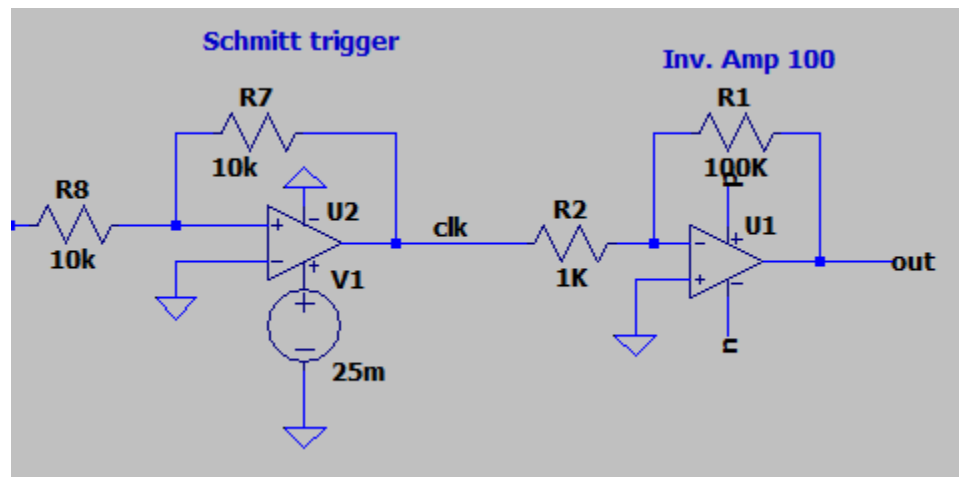 Schmitt trigger
Inv. Amp 100
R7
10k
R8
10k
U2
V1
25m
clk
R2
1K
R1
100K
p
U1
n
out